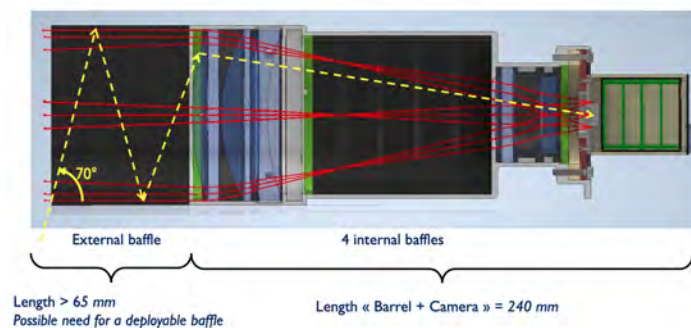 70°
External baffle
4 internal baffles
Length > 65 mm
Possible need for a deployable baffle
Length « Barrel + Camera » = 240 mm